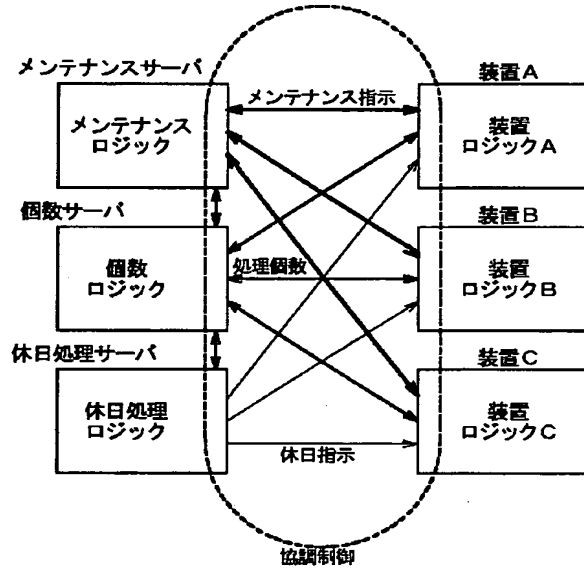 メンテナンスサーバ
メンテナンス
ロジック
個数サーバ
個数
ロジック
休日処理サーバ
休日処理
ロジック
メンテナンス指示
処理個数
休日指示
装置A
装置
ロジックA
装置B
装置
ロジックB
装置C
装置
ロジックC
協調制御